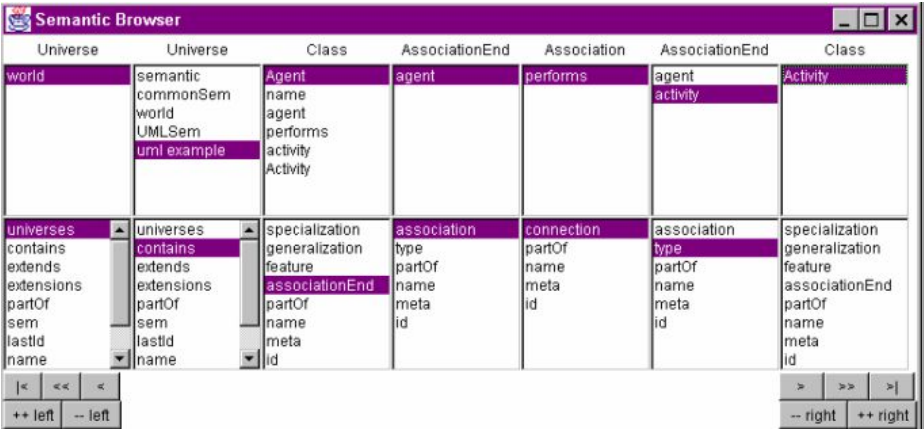 Semantic Browser
Universe Universe Class AssociationEnd Association AssociationEnd Class
world semantic Agent agent performs agent Activity
commonSem name activity
world agent
UMLSem performs
uml example activity
Activity
universes universes specialization association connection association specialization
contains contains generalization type partOf type generalization
extends extends feature partOf name partOf feature
extensions extensions associationEnd name meta name associationEnd
partOf partOf partOf meta id meta partOf
sem sem name id id name
lastId lastId meta meta
name name id id
|< << < > >> >|
++ left -- left -- right ++ right